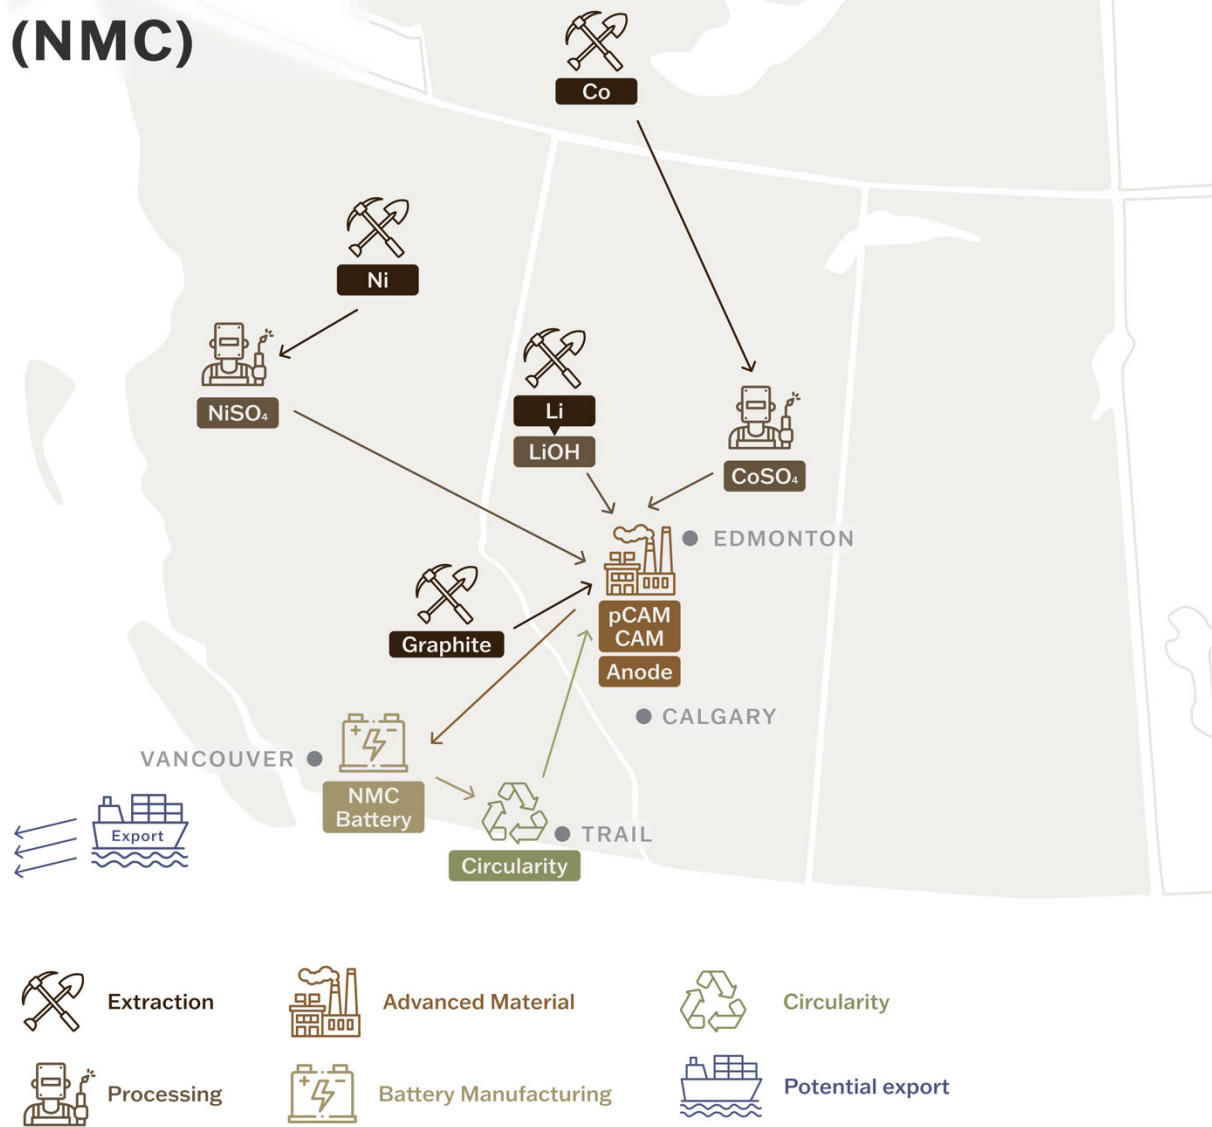 (NMC)
Co
Ni
NiSO₄
Li
LiOH
CoSO₄
EDMONTON
pCAM
CAM
Graphite
Anode
CALGARY
VANCOUVER
NMC
Battery
Export
TRAIL
Circularity
Extraction
Advanced Material
Circularity
Processing
Battery Manufacturing
Potential export